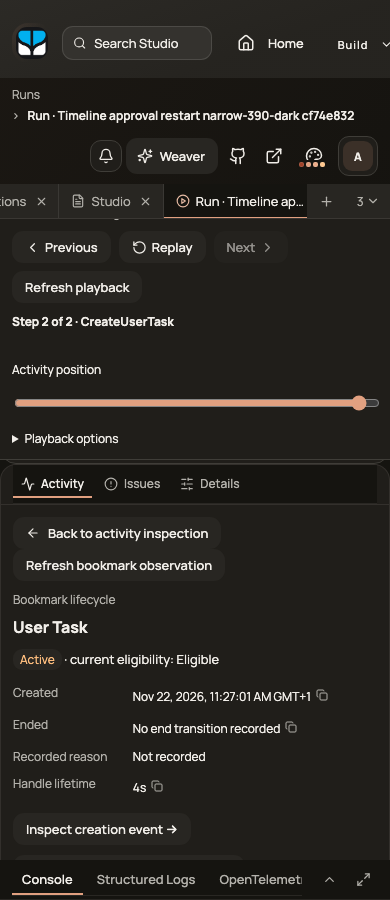 Search Studio
Home
Build
Runs
› Run · Timeline approval restart narrow-390-dark cf74e832
Weaver
A
ions
Studio
Run · Timeline ap...
3
Previous
Replay
Next
Refresh playback
Step 2 of 2 · CreateUserTask
Activity position
Playback options
Activity
Issues
Details
Back to activity inspection
Refresh bookmark observation
Bookmark lifecycle
User Task
Active · current eligibility: Eligible
Created
Nov 22, 2026, 11:27:01 AM GMT+1
Ended
No end transition recorded
Recorded reason
Not recorded
Handle lifetime
4s
Inspect creation event →
Console
Structured Logs
OpenTelemet